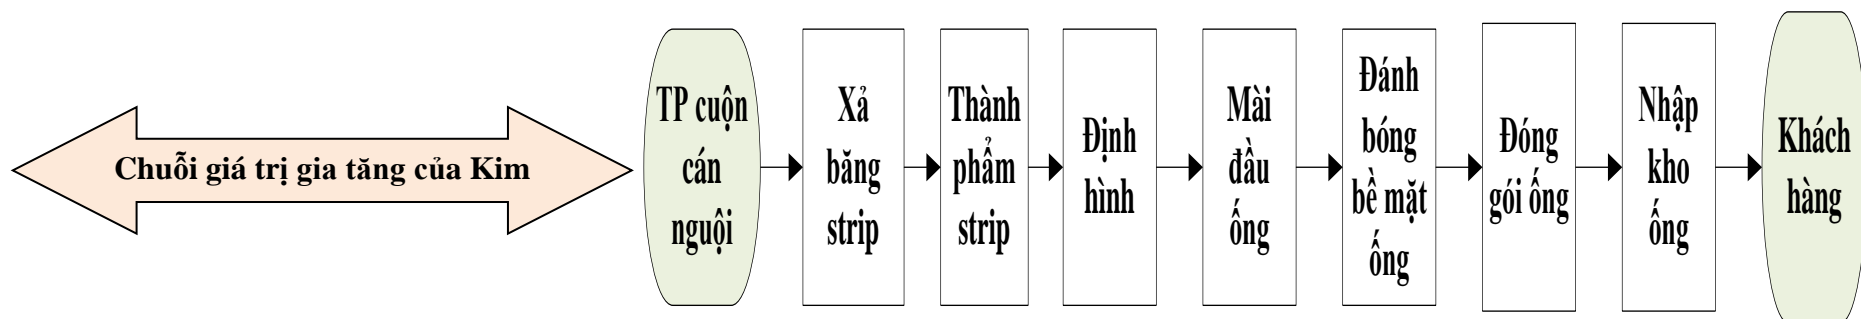 Chuỗi giá trị gia tăng của Kim
TP cuộn
cán
nguội
Xả
băng
strip
Thành
phẩm
strip
Định
hình
Mài
đầu
ống
Đánh
bóng
bề mặt
ống
Đóng
gói ống
Nhập
kho
ống
Khách
hàng